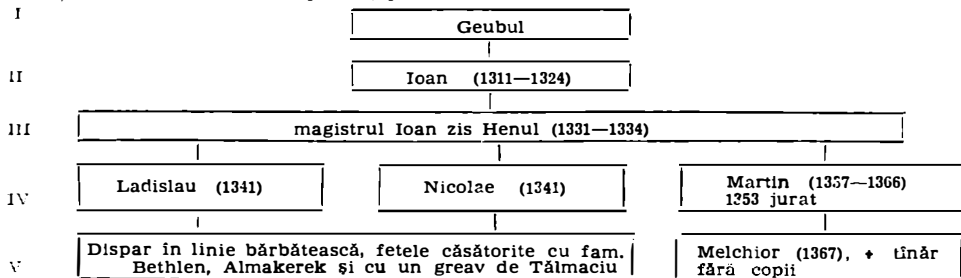 I
Geubul
II
Ioan (1311—1324)
III
magistrul Ioan zis Henul (1331—1334)
IV
Ladislau (1341)
Nicolae (1341)
Martin (1357—1366)
1353 jurat
V
Dispar în linie bărbătească, fetele căsătorite cu fam.
Bethlen, Almakerek și cu un greav de Tălmaciu
Melchior (1367), + tînăr
fără copii